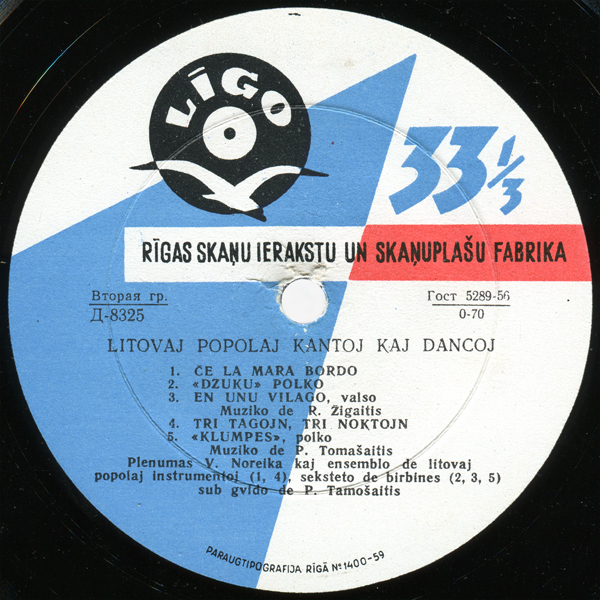 LĪGO
33 1/3
RĪGAS SKAŅU IERAKSTU UN SKAŅUPLAŠU FABRIKA
Вторая гр.
Д-8325
Гост 5289-56
0-70
LITOVAJ POPOLAJ KANTOJ KAJ DANCOJ
1. ĈE LA MARA BORDO
2. «DZUKU» POLKO
3. EN UNU VILAGO, valso
Muziko de R. Žigaitis
4. TRI TAGOJN, TRI NOKTOJN
5. «KLUMPES», polko
Muziko de P. Tomašaitis
Plenumas V. Noreika kaj ensemblo de litovaj
popolaj instrumentoj (1, 4), seksteto de birbines (2, 3, 5)
sub gvido de P. Tamošaitis
PARAUGTIPOGRAFIJA RĪGĀ № 1400-59